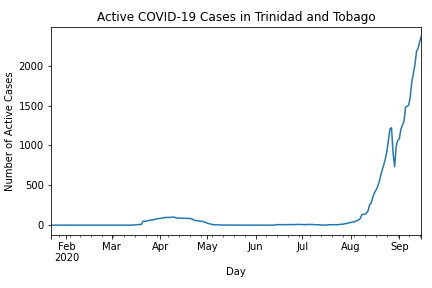 Active COVID-19 Cases in Trinidad and Tobago
Number of Active Cases
2000
1500
1000
500
0
Feb Mar Apr May Jun Jul Aug Sep
2020
Day